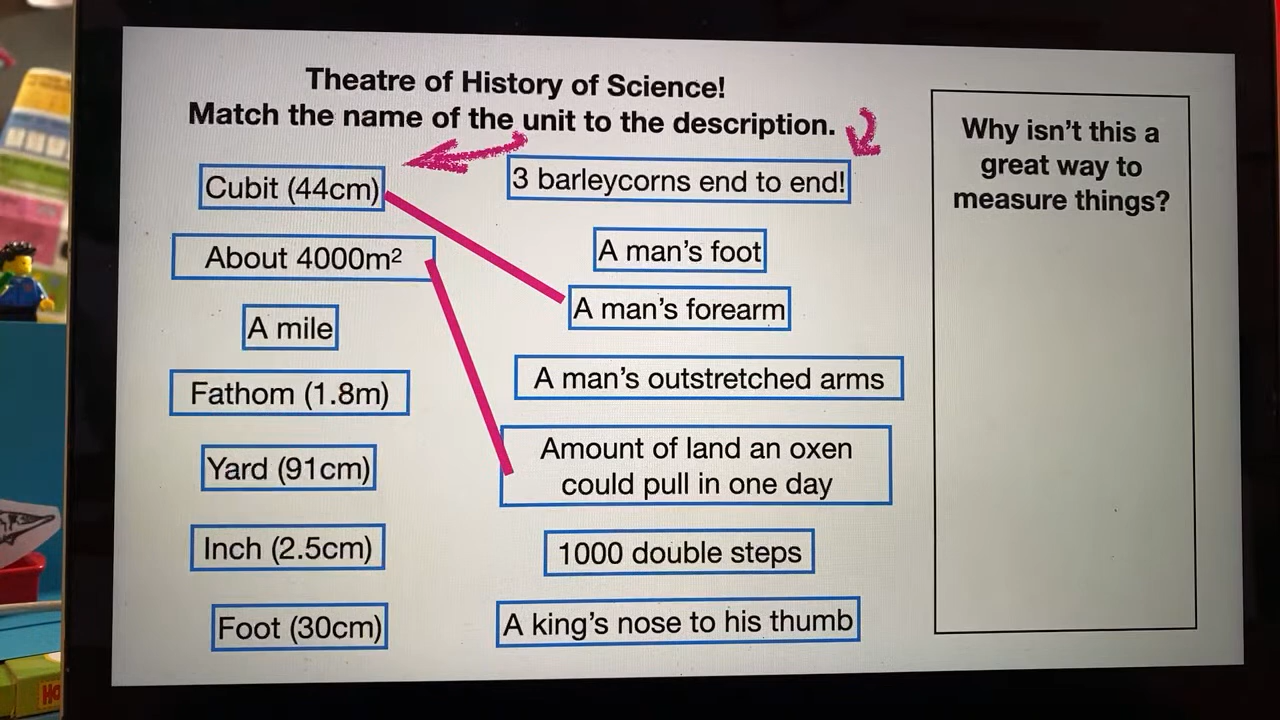 Theatre of History of Science!
Match the name of the unit to the description.
Cubit (44cm)
About 4000m²
A mile
Fathom (1.8m)
Yard (91cm)
Inch (2.5cm)
Foot (30cm)
3 barleycorns end to end!
A man's foot
A man's forearm
A man's outstretched arms
Amount of land an oxen
could pull in one day
1000 double steps
A king's nose to his thumb
Why isn't this a
great way to
measure things?